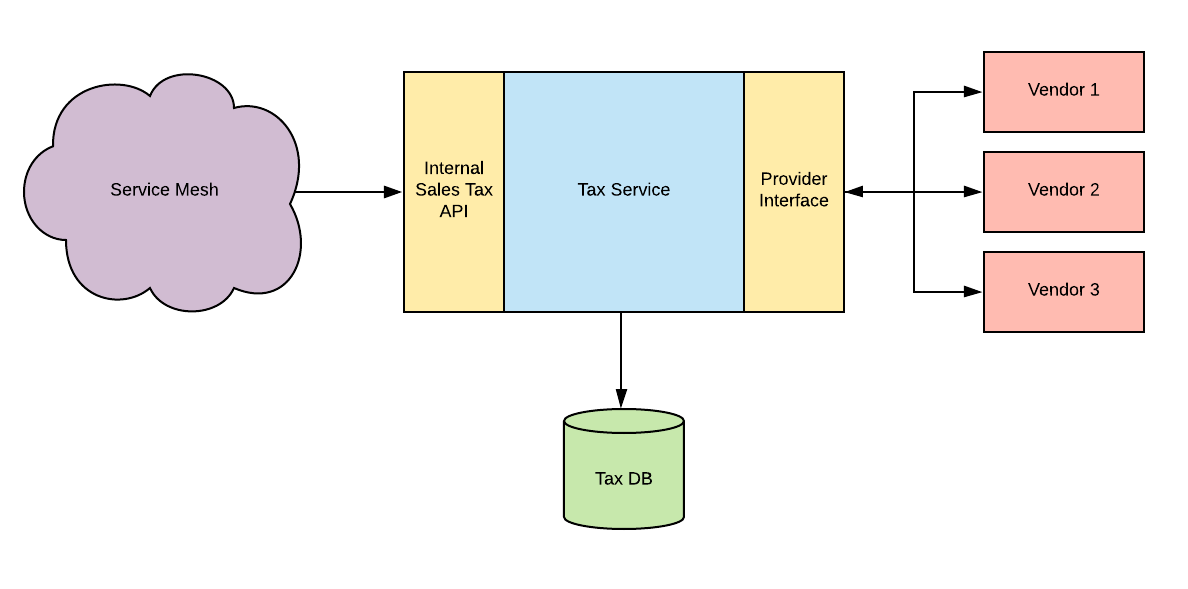 Service Mesh
Internal
Sales Tax
API
Tax Service
Provider
Interface
Vendor 1
Vendor 2
Vendor 3
Tax DB